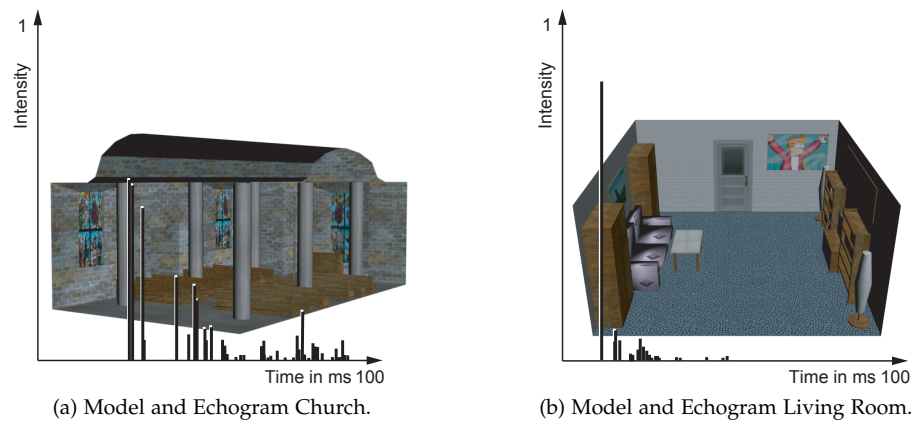 1
Intensity
Time in ms 100
(a) Model and Echogram Church.
1
Intensity
Time in ms 100
(b) Model and Echogram Living Room.